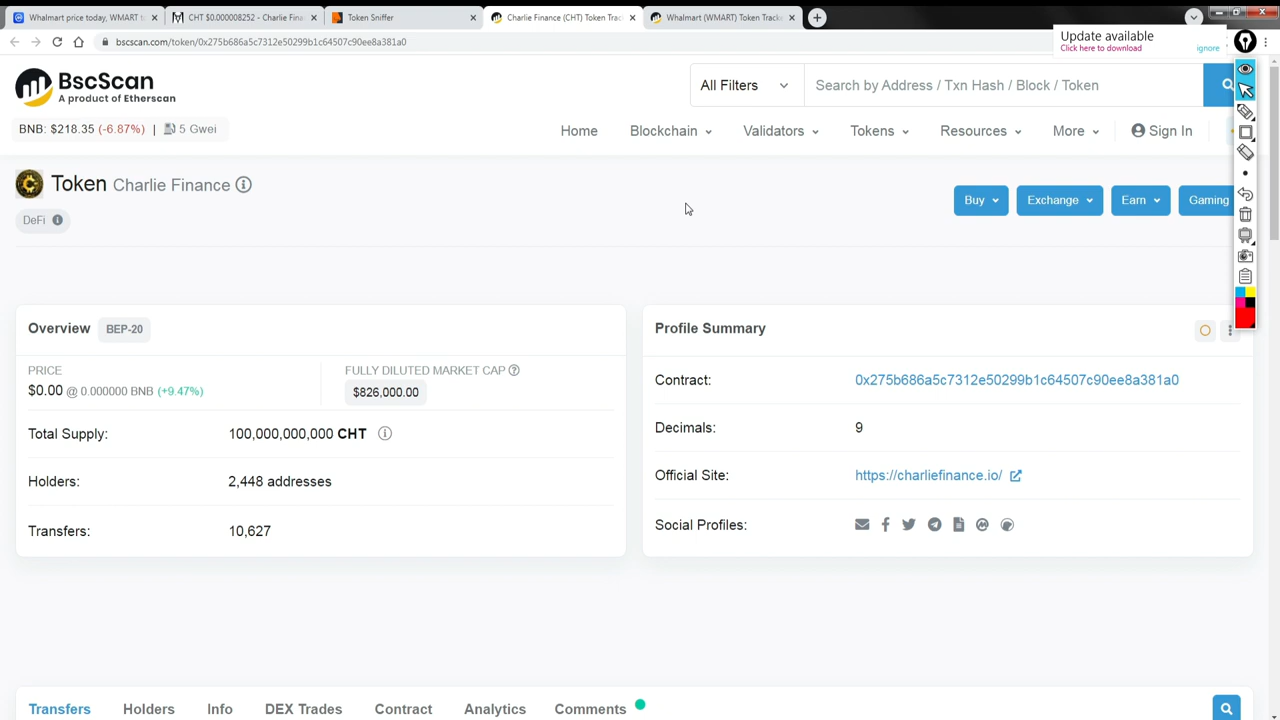 Whalmart price today, WMART to
CHT $0.000008252 - Charlie Fina
Token Sniffer
Charlie Finance (CHT) Token Trac
Whalmart (WMART) Token Tracke
bscscan.com/token/0x275b686a5c7312e50299b1c64507c90ee8a381a0
Update available
Click here to download
ignore
BscScan
A product of Etherscan
All Filters
Search by Address / Txn Hash / Block / Token
BNB: $218.35 (-6.87%) | 5 Gwei
Home
Blockchain
Validators
Tokens
Resources
More
Sign In
Token Charlie Finance
DeFi
Buy
Exchange
Earn
Gaming
Overview BEP-20
PRICE
$0.00 @ 0.000000 BNB (+9.47%)
FULLY DILUTED MARKET CAP
$826,000.00
Total Supply: 100,000,000,000 CHT
Holders: 2,448 addresses
Transfers: 10,627
Profile Summary
Contract: 0x275b686a5c7312e50299b1c64507c90ee8a381a0
Decimals: 9
Official Site: https://charliefinance.io/
Social Profiles:
Transfers
Holders
Info
DEX Trades
Contract
Analytics
Comments